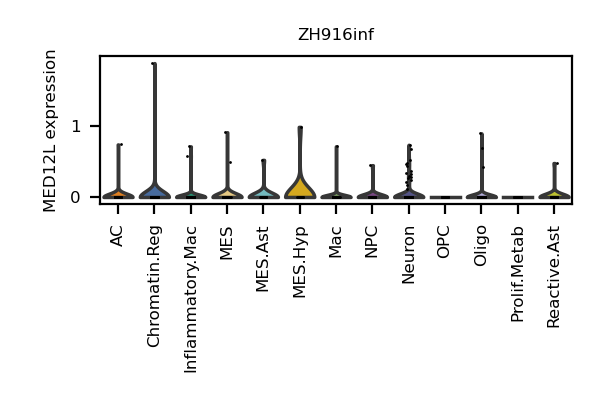 ZH916inf
MED12L expression
1
0
AC
Chromatin.Reg
Inflammatory.Mac
MES
MES.Ast
MES.Hyp
Mac
NPC
Neuron
OPC
Oligo
Prolif.Metab
Reactive.Ast